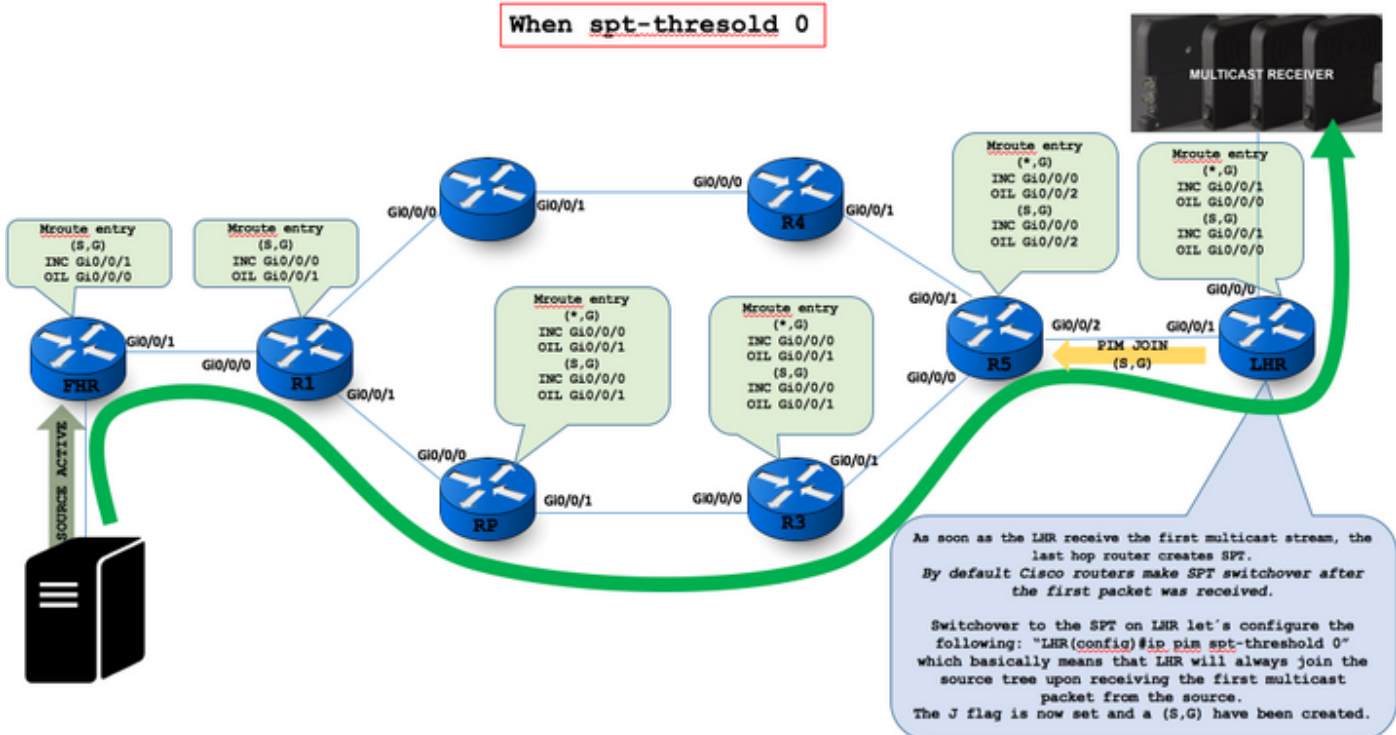 When spt-thresold 0
MULTICAST RECEIVER
Mroute entry
(S,G)
INC Gi0/0/1
OIL Gi0/0/0
Mroute entry
(S,G)
INC Gi0/0/0
OIL Gi0/0/1
Mroute entry
(*,G)
INC Gi0/0/0
OIL Gi0/0/1
(S,G)
INC Gi0/0/0
OIL Gi0/0/1
Mroute entry
(*,G)
INC Gi0/0/0
OIL Gi0/0/1
(S,G)
INC Gi0/0/0
OIL Gi0/0/1
Mroute entry
(*,G)
INC Gi0/0/0
OIL Gi0/0/2
(S,G)
INC Gi0/0/0
OIL Gi0/0/2
Mroute entry
(*,G)
INC Gi0/0/1
OIL Gi0/0/0
(S,G)
INC Gi0/0/1
OIL Gi0/0/0
Gi0/0/0
Gi0/0/1
Gi0/0/0
R4
Gi0/0/1
FHR
Gi0/0/1
Gi0/0/0
R1
Gi0/0/1
Gi0/0/1
R5
Gi0/0/0
Gi0/0/2
PIM JOIN
(S,G)
Gi0/0/1
Gi0/0/0
LHR
Gi0/0/0
RP
Gi0/0/1
Gi0/0/0
R3
Gi0/0/1
SOURCE ACTIVE
As soon as the LHR receive the first multicast stream, the
last hop router creates SPT.
By default Cisco routers make SPT switchover after
the first packet was received.
Switchover to the SPT on LHR let´s configure the
following: “LHR(config)#ip pim spt-threshold 0”
which basically means that LHR will always join the
source tree upon receiving the first multicast
packet from the source.
The J flag is now set and a (S,G) have been created.